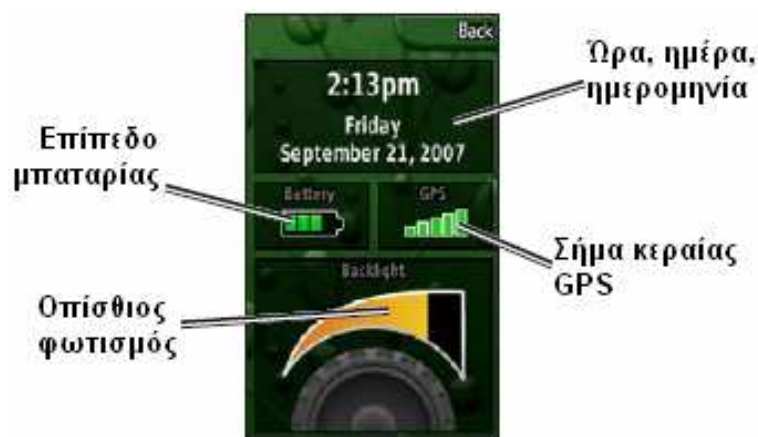 Back
Ώρα, ημέρα,
ημερομηνία
2:13pm
Friday
September 21, 2007
Επίπεδο
μπαταρίας
Battery
GPS
Σήμα κεραίας
GPS
Backlight
Οπίσθιος
φωτισμός